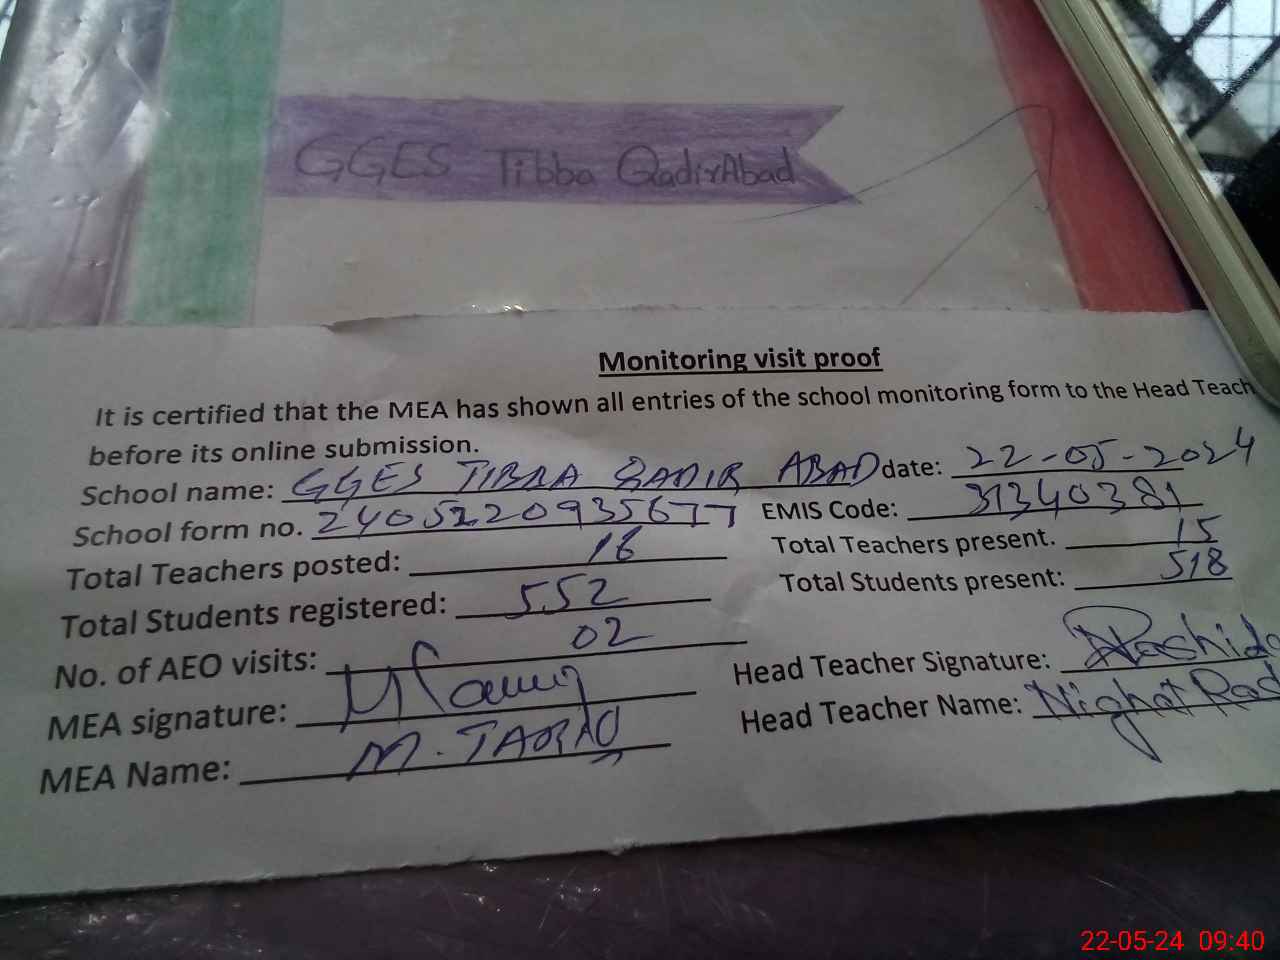 GGES Tibba QadirAbad
Monitoring visit proof
It is certified that the MEA has shown all entries of the school monitoring form to the Head Teach
before its online submission.
School name: GGES TIBBA QADIR ABAD date: 22-05-2024
School form no. 2405220935677 EMIS Code: 31340381
Total Teachers posted: 16 Total Teachers present. 15
Total Students registered: 552 Total Students present: 518
No. of AEO visits: 02
MEA signature: Head Teacher Signature: Rashida
MEA Name: M. TARIQ Head Teacher Name: Nighat Ras
22-05-24 09:40